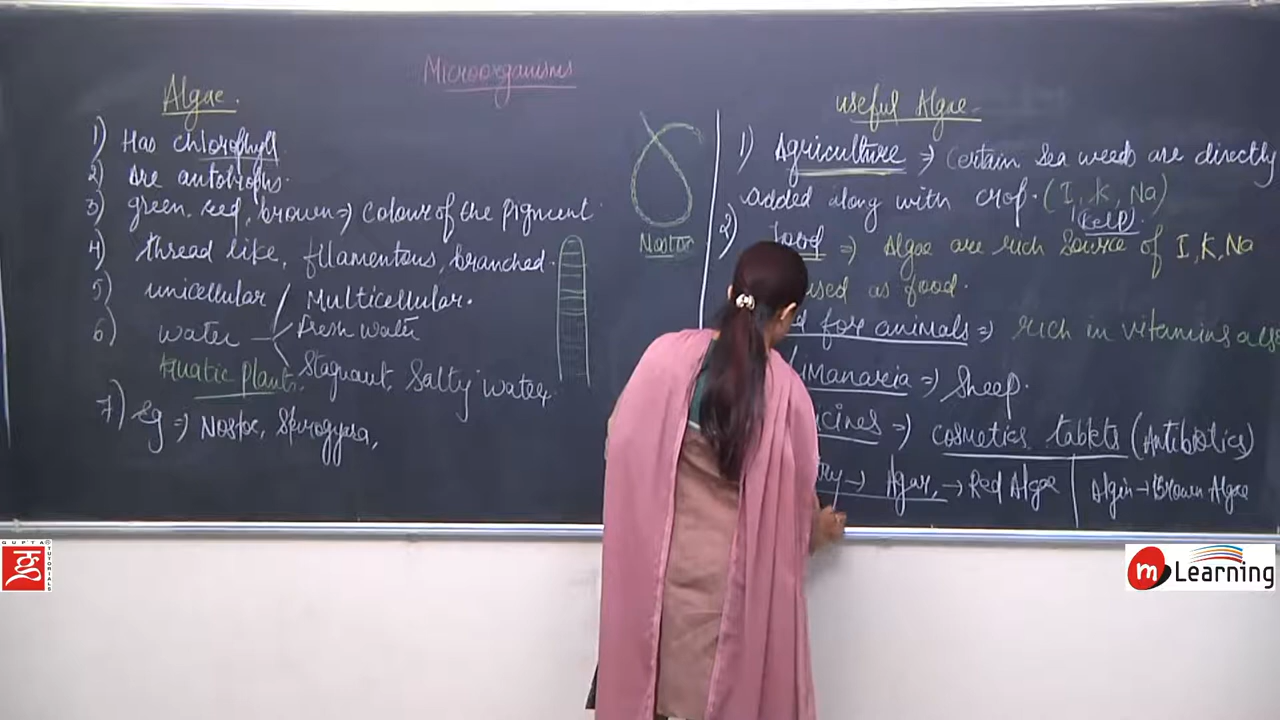 Microorganisms
Algae.
1) Has chlorophyll.
2) Are autotrophs.
3) green, red, brown ⇒ colour of the pigment
4) thread like, filamentous, branched.
5) unicellular / Multicellular.
6) water — Fresh water
Aquatic plants. Stagnant, Salty water.
7) Eg ⇒ Nostoc, Spirogyra,
Nostoc
useful Algae.
1) Agriculture ⇒ Certain Sea weeds are directly
added along with crop. (I, K, Na)
(kelp).
2) food ⇒ Algae are rich source of I, K, Na
used as food.
for animals ⇒ rich in vitamins
⇒ Sheep.
⇒ cosmetics tablets (Antibiotics)
→ Agar, → Red Algae | Algin → Brown Algae
GUPTA TUTORIALS
m Learning